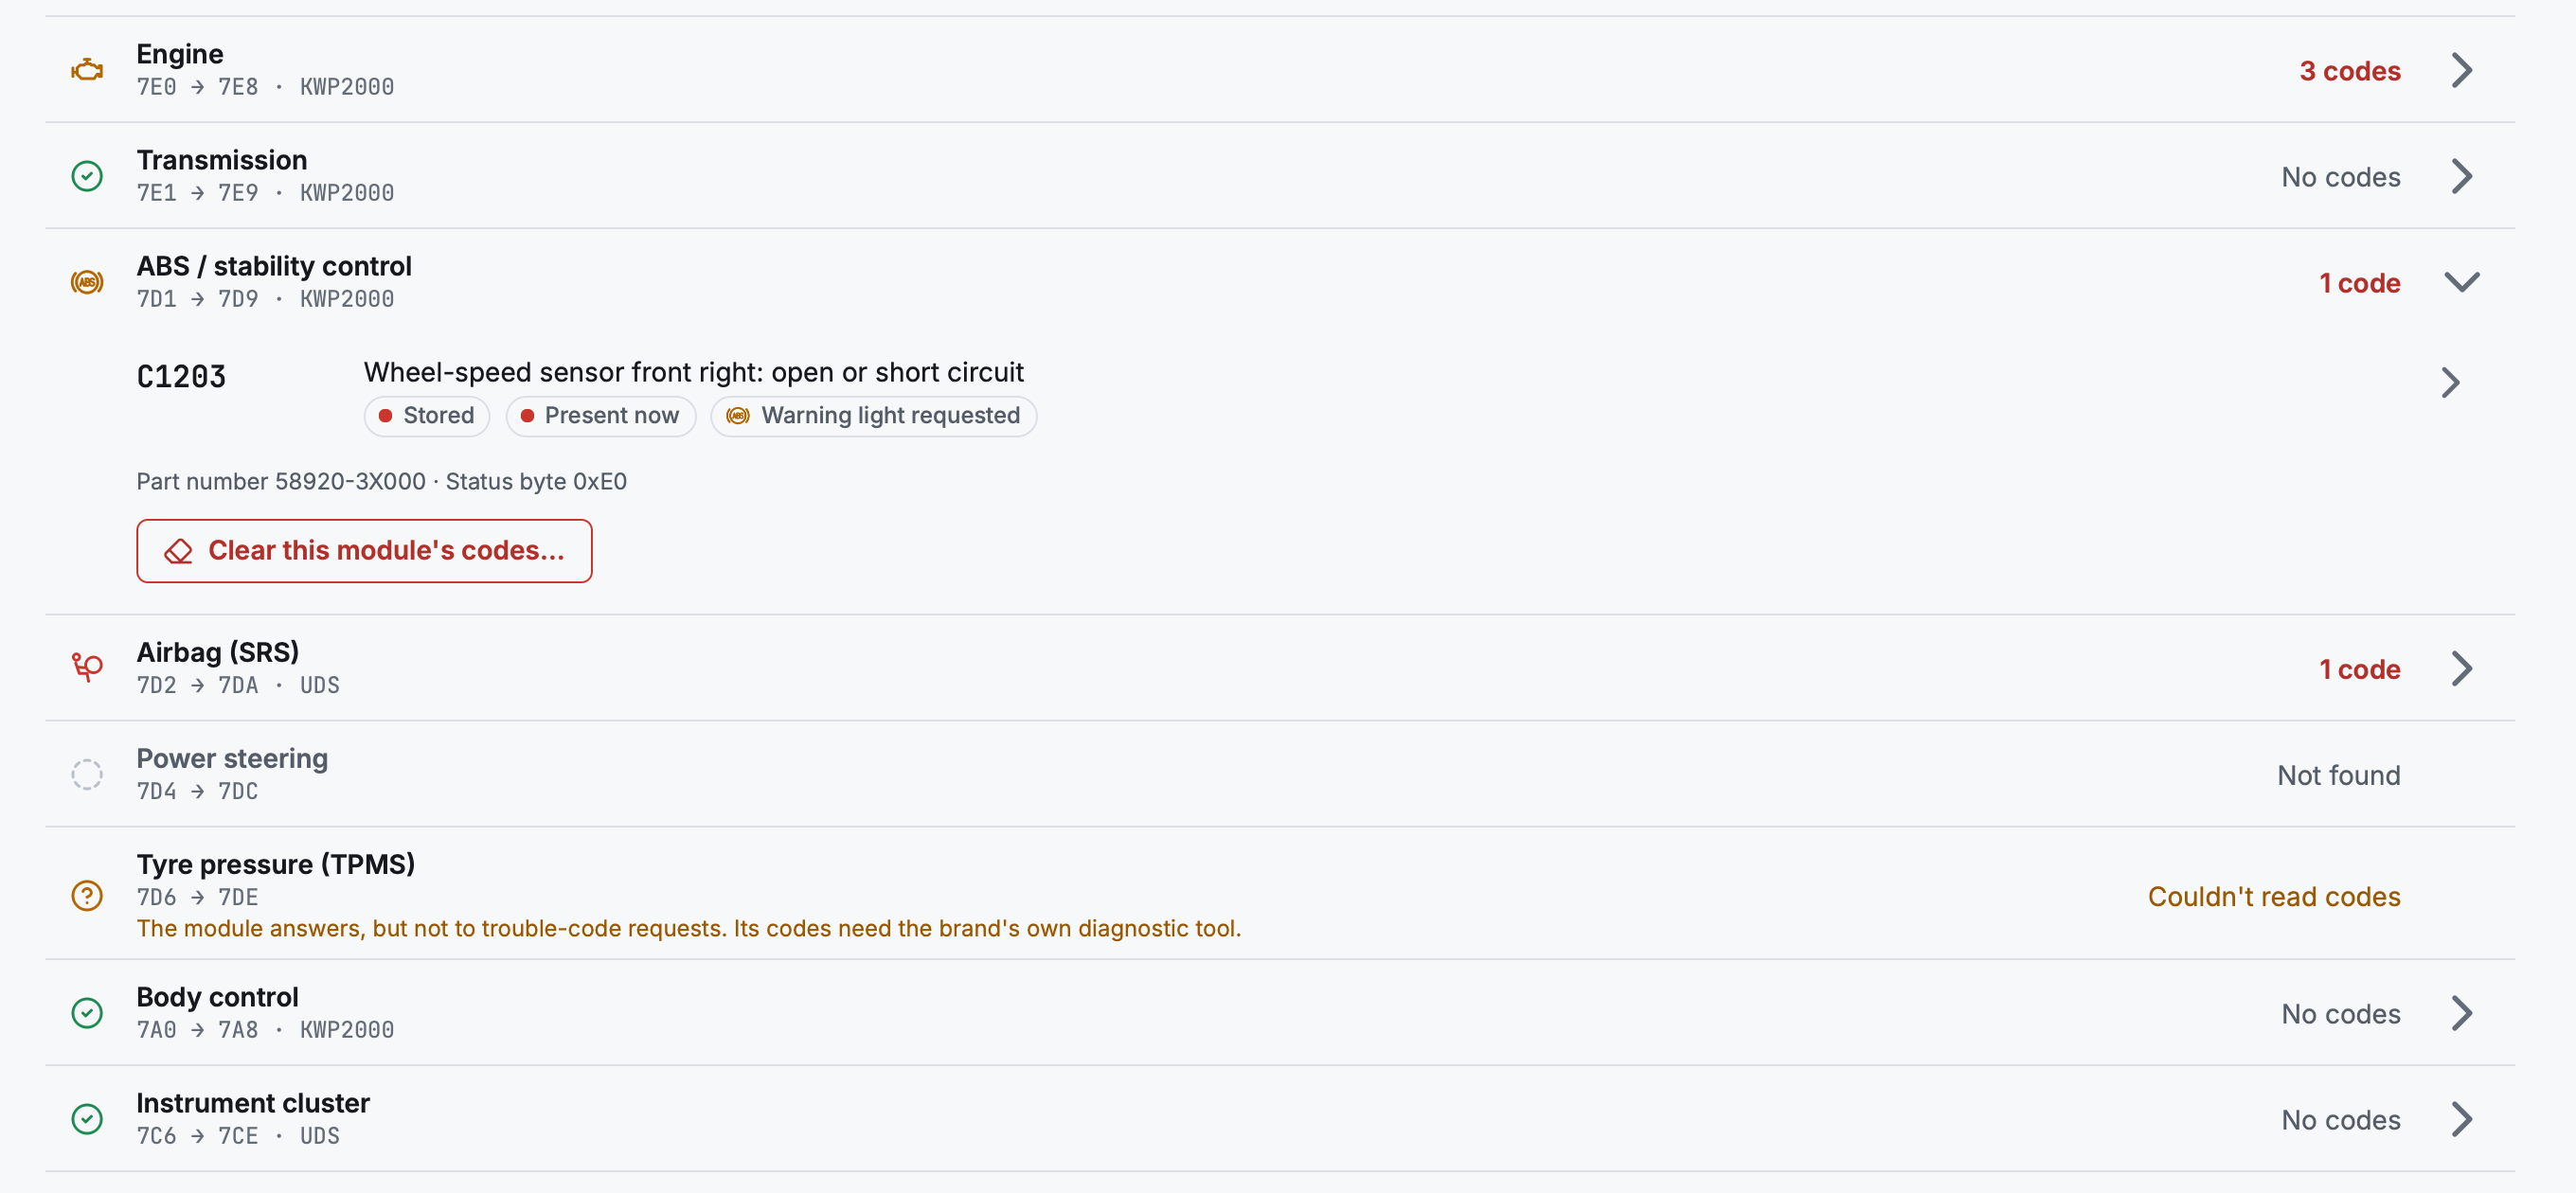 Engine
7E0 → 7E8 · KWP2000
3 codes
Transmission
7E1 → 7E9 · KWP2000
No codes
ABS / stability control
7D1 → 7D9 · KWP2000
1 code
C1203
Wheel-speed sensor front right: open or short circuit
Stored
Present now
ABS
Warning light requested
Part number 58920-3X000 · Status byte 0xE0
Clear this module's codes...
Airbag (SRS)
7D2 → 7DA · UDS
1 code
Power steering
7D4 → 7DC
Not found
Tyre pressure (TPMS)
7D6 → 7DE
The module answers, but not to trouble-code requests. Its codes need the brand's own diagnostic tool.
Couldn't read codes
Body control
7A0 → 7A8 · KWP2000
No codes
Instrument cluster
7C6 → 7CE · UDS
No codes